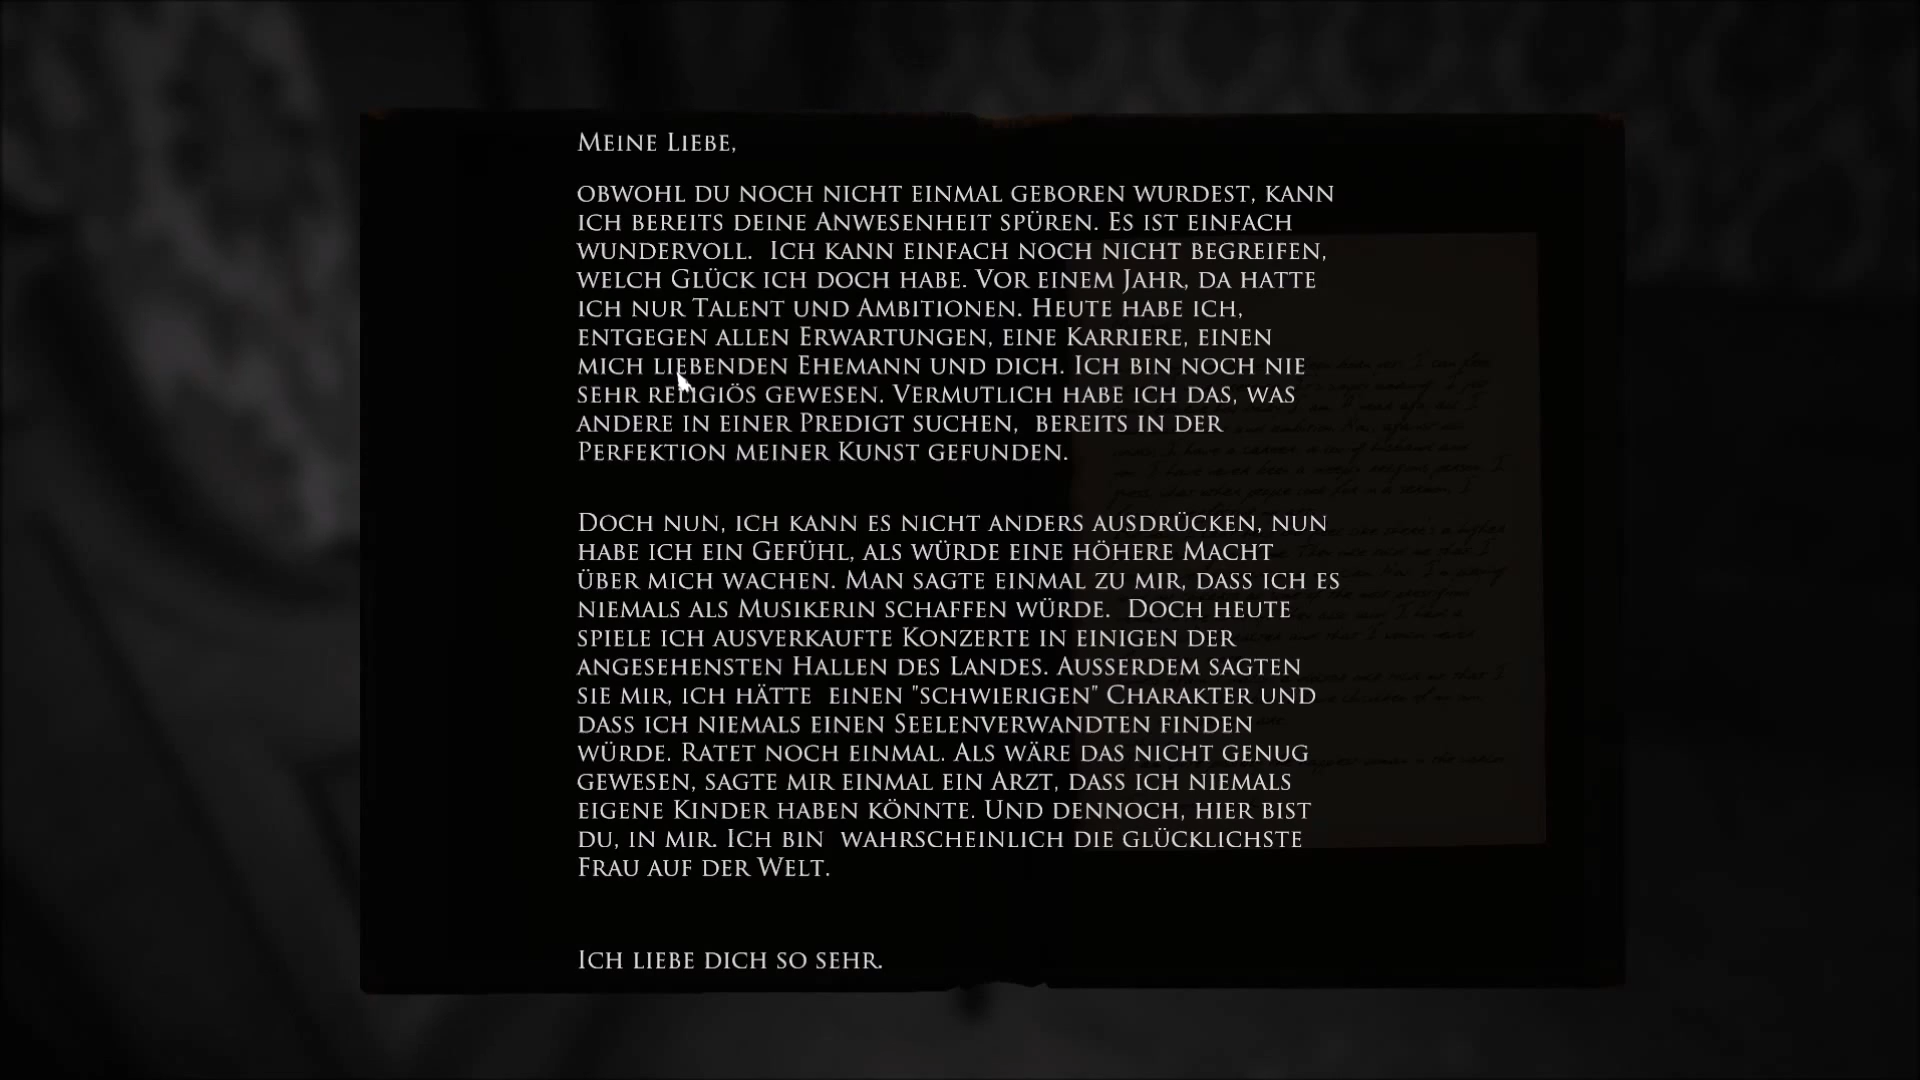 Meine Liebe,
obwohl du noch nicht einmal geboren wurdest, kann
ich bereits deine Anwesenheit spüren. Es ist einfach
wundervoll.  Ich kann einfach noch nicht begreifen,
welch Glück ich doch habe. Vor einem Jahr, da hatte
ich nur Talent und Ambitionen. Heute habe ich,
entgegen allen Erwartungen, eine Karriere, einen
mich liebenden Ehemann und dich. Ich bin noch nie
sehr religiös gewesen. Vermutlich habe ich das, was
andere in einer Predigt suchen,  bereits in der
Perfektion meiner Kunst gefunden.
Doch nun, ich kann es nicht anders ausdrücken, nun
habe ich ein Gefühl, als würde eine höhere Macht
über mich wachen. Man sagte einmal zu mir, dass ich es
niemals als Musikerin schaffen würde.  Doch heute
spiele ich ausverkaufte Konzerte in einigen der
angesehensten Hallen des Landes. Ausserdem sagten
sie mir, ich hätte  einen "schwierigen" Charakter und
dass ich niemals einen Seelenverwandten finden
würde. Ratet noch einmal. Als wäre das nicht genug
gewesen, sagte mir einmal ein Arzt, dass ich niemals
eigene Kinder haben könnte. Und dennoch, hier bist
du, in mir. Ich bin  wahrscheinlich die glücklichste
Frau auf der Welt.
Ich liebe dich so sehr.